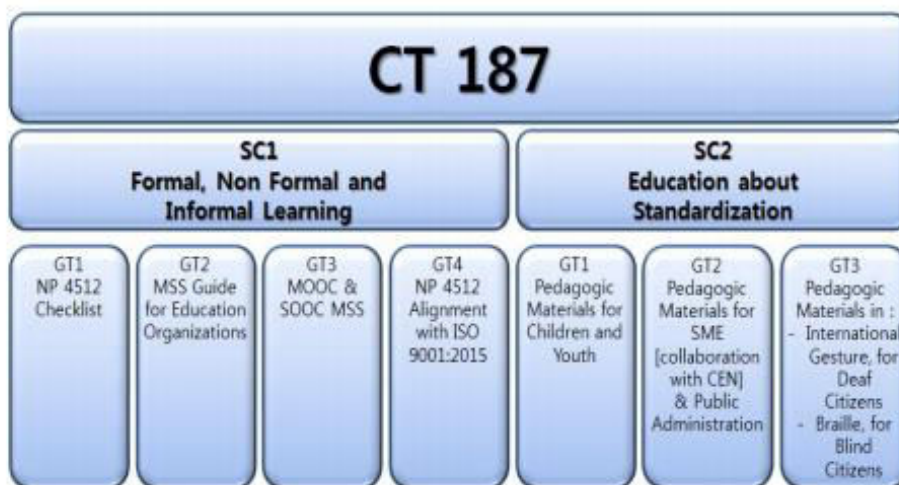 CT 187
SC1
Formal, Non Formal and
Informal Learning
SC2
Education about
Standardization
GT1
NP 4512
Checklist
GT2
MSS Guide
for Education
Organizations
GT3
MOOC &
SOOC MSS
GT4
NP 4512
Alignment
with ISO
9001:2015
GT1
Pedagogic
Materials for
Children and
Youth
GT2
Pedagogic
Materials for
SME
[collaboration
with CEN]
& Public
Administration
GT3
Pedagogic
Materials in :
- International
Gesture, for
Deaf
Citizens
- Braille, for
Blind
Citizens